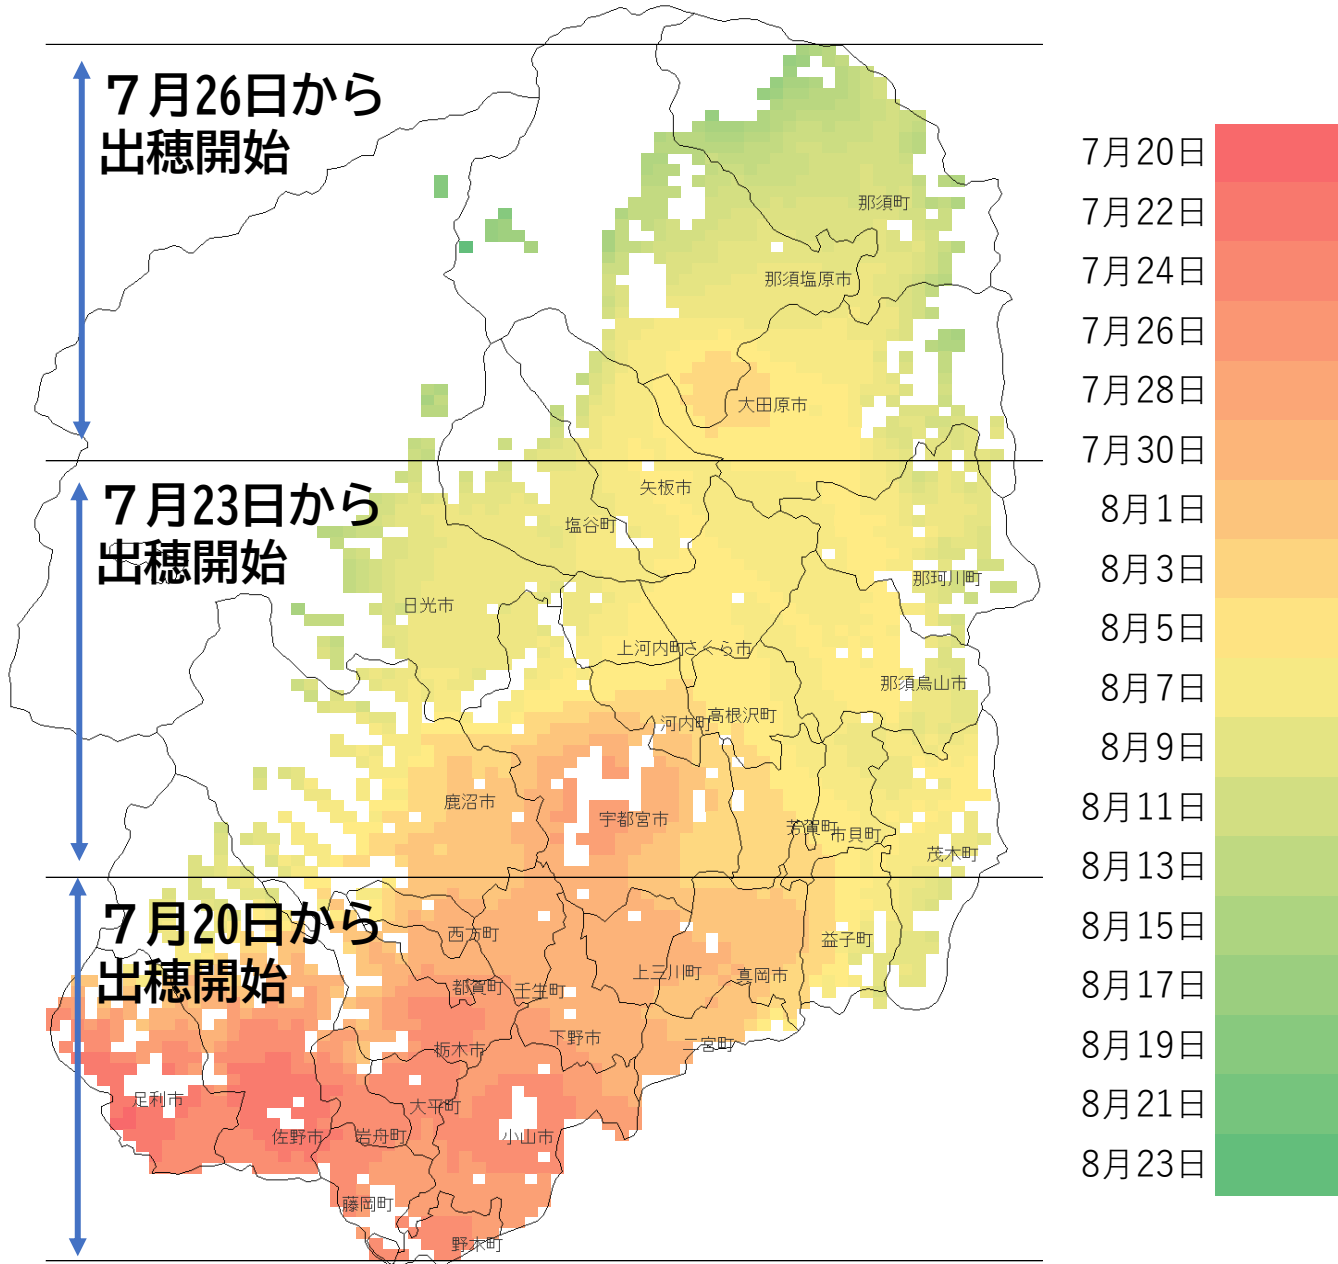 ７月26日から
出穂開始
７月23日から
出穂開始
７月20日から
出穂開始
那須町
那須塩原市
大田原市
矢板市
塩谷町
那珂川町
日光市
上河内町
さくら市
那須烏山市
河内町
高根沢町
鹿沼市
宇都宮市
芳賀町
市貝町
茂木町
西方町
益子町
上三川町
真岡市
都賀町
壬生町
下野市
二宮町
栃木市
足利市
大平町
佐野市
岩舟町
小山市
藤岡町
野木町
7月20日
7月22日
7月24日
7月26日
7月28日
7月30日
8月1日
8月3日
8月5日
8月7日
8月9日
8月11日
8月13日
8月15日
8月17日
8月19日
8月21日
8月23日